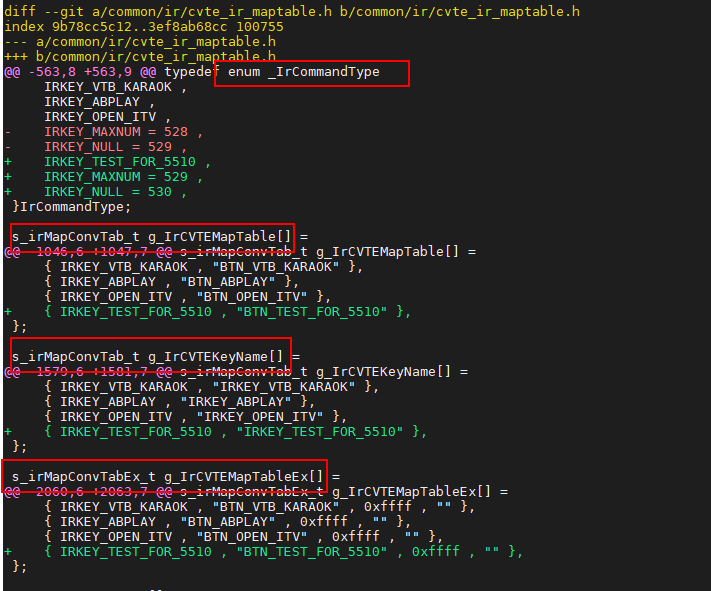 diff --git a/common/ir/cvte_ir_maptable.h b/common/ir/cvte_ir_maptable.h
index 9b78cc5c12..3ef8ab68cc 100755
--- a/common/ir/cvte_ir_maptable.h
+++ b/common/ir/cvte_ir_maptable.h
@@ -563,8 +563,9 @@ typedef enum _IrCommandType
     IRKEY_VTB_KARAOK ,
     IRKEY_ABPLAY ,
     IRKEY_OPEN_ITV ,
-    IRKEY_MAXNUM = 528 ,
-    IRKEY_NULL = 529 ,
+    IRKEY_TEST_FOR_5510 ,
+    IRKEY_MAXNUM = 529 ,
+    IRKEY_NULL = 530 ,
 }IrCommandType;
 s_irMapConvTab_t g_IrCVTEMapTable[] =
@@ -1046,6 +1047,7 @@ s_irMapConvTab_t g_IrCVTEMapTable[] =
     { IRKEY_VTB_KARAOK , "BTN_VTB_KARAOK" },
     { IRKEY_ABPLAY , "BTN_ABPLAY" },
     { IRKEY_OPEN_ITV , "BTN_OPEN_ITV" },
+    { IRKEY_TEST_FOR_5510 , "BTN_TEST_FOR_5510" },
 };
 s_irMapConvTab_t g_IrCVTEKeyName[] =
@@ -1579,6 +1581,7 @@ s_irMapConvTab_t g_IrCVTEKeyName[] =
     { IRKEY_VTB_KARAOK , "IRKEY_VTB_KARAOK" },
     { IRKEY_ABPLAY , "IRKEY_ABPLAY" },
     { IRKEY_OPEN_ITV , "IRKEY_OPEN_ITV" },
+    { IRKEY_TEST_FOR_5510 , "IRKEY_TEST_FOR_5510" },
 };
 s_irMapConvTabEx_t g_IrCVTEMapTableEx[] =
@@ -2060,6 +2063,7 @@ s_irMapConvTabEx_t g_IrCVTEMapTableEx[] =
     { IRKEY_VTB_KARAOK , "BTN_VTB_KARAOK" , 0xffff , "" },
     { IRKEY_ABPLAY , "BTN_ABPLAY" , 0xffff , "" },
     { IRKEY_OPEN_ITV , "BTN_OPEN_ITV" , 0xffff , "" },
+    { IRKEY_TEST_FOR_5510 , "BTN_TEST_FOR_5510" , 0xffff , "" },
 };